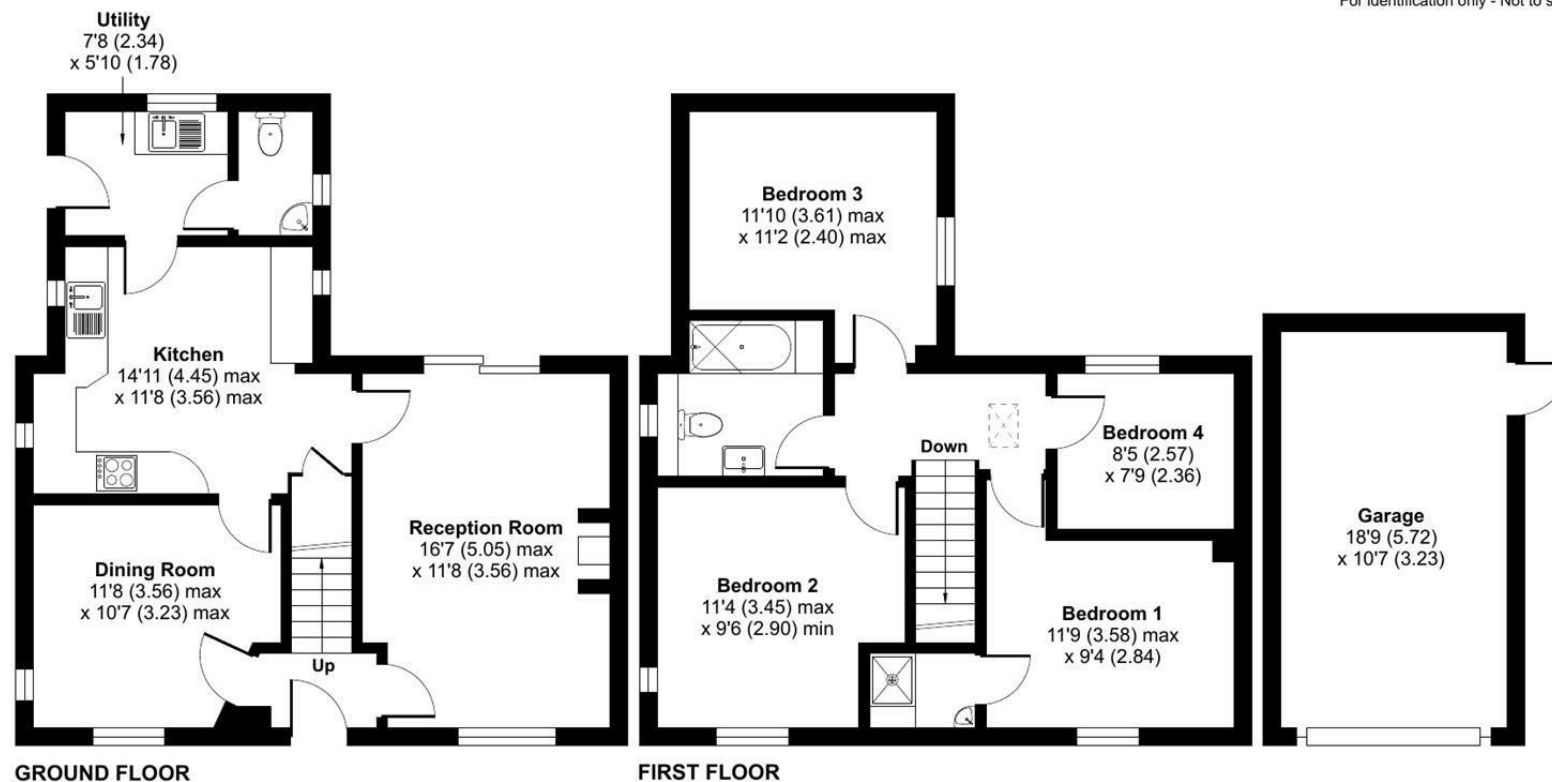 For identification only - Not to s
Utility
7'8 (2.34)
x 5'10 (1.78)
Kitchen
14'11 (4.45) max
x 11'8 (3.56) max
Dining Room
11'8 (3.56) max
x 10'7 (3.23) max
Reception Room
16'7 (5.05) max
x 11'8 (3.56) max
Up
GROUND FLOOR
Bedroom 3
11'10 (3.61) max
x 11'2 (2.40) max
Down
Bedroom 4
8'5 (2.57)
x 7'9 (2.36)
Bedroom 2
11'4 (3.45) max
x 9'6 (2.90) min
Bedroom 1
11'9 (3.58) max
x 9'4 (2.84)
FIRST FLOOR
Garage
18'9 (5.72)
x 10'7 (3.23)